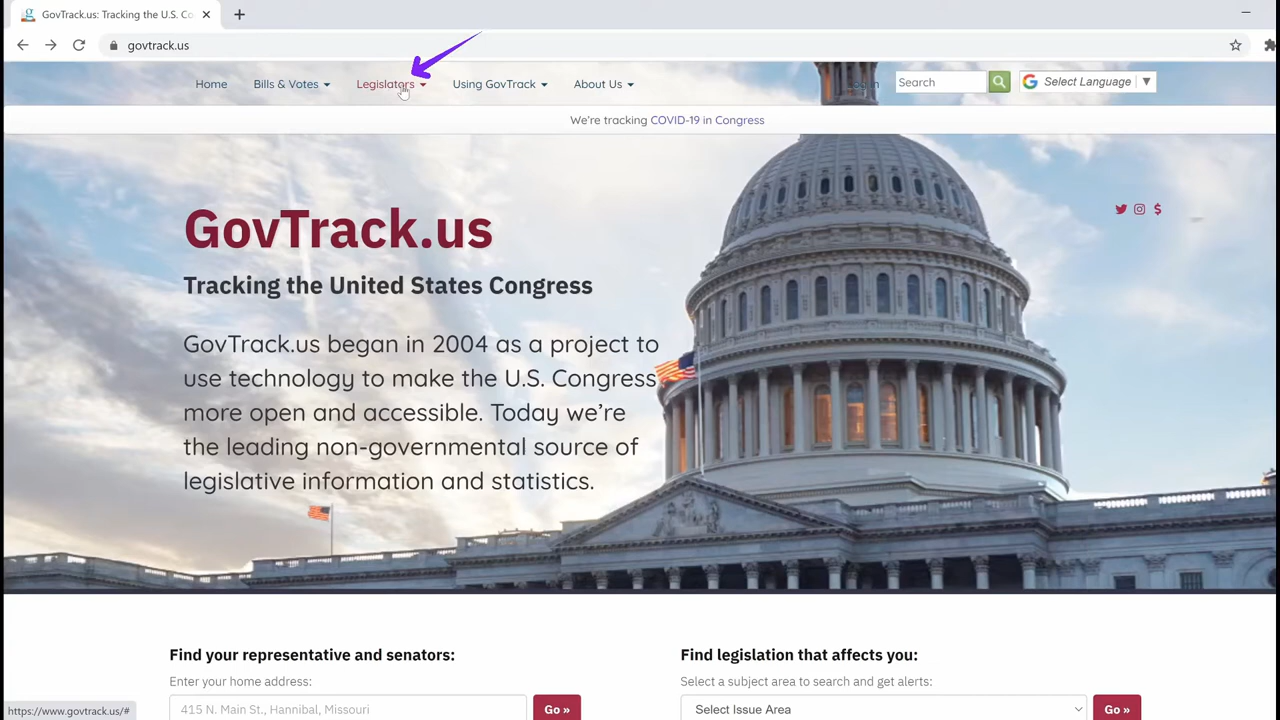 GovTrack.us: Tracking the U.S. Co
govtrack.us
Home
Bills & Votes
Legislators
Using GovTrack
About Us
Search
Select Language
We're tracking COVID-19 in Congress
GovTrack.us
Tracking the United States Congress
GovTrack.us began in 2004 as a project to
use technology to make the U.S. Congress
more open and accessible. Today we're
the leading non-governmental source of
legislative information and statistics.
Find your representative and senators:
Enter your home address:
415 N. Main St., Hannibal, Missouri
Go »
Find legislation that affects you:
Select a subject area to search and get alerts:
Select Issue Area
Go »
https://www.govtrack.us/#